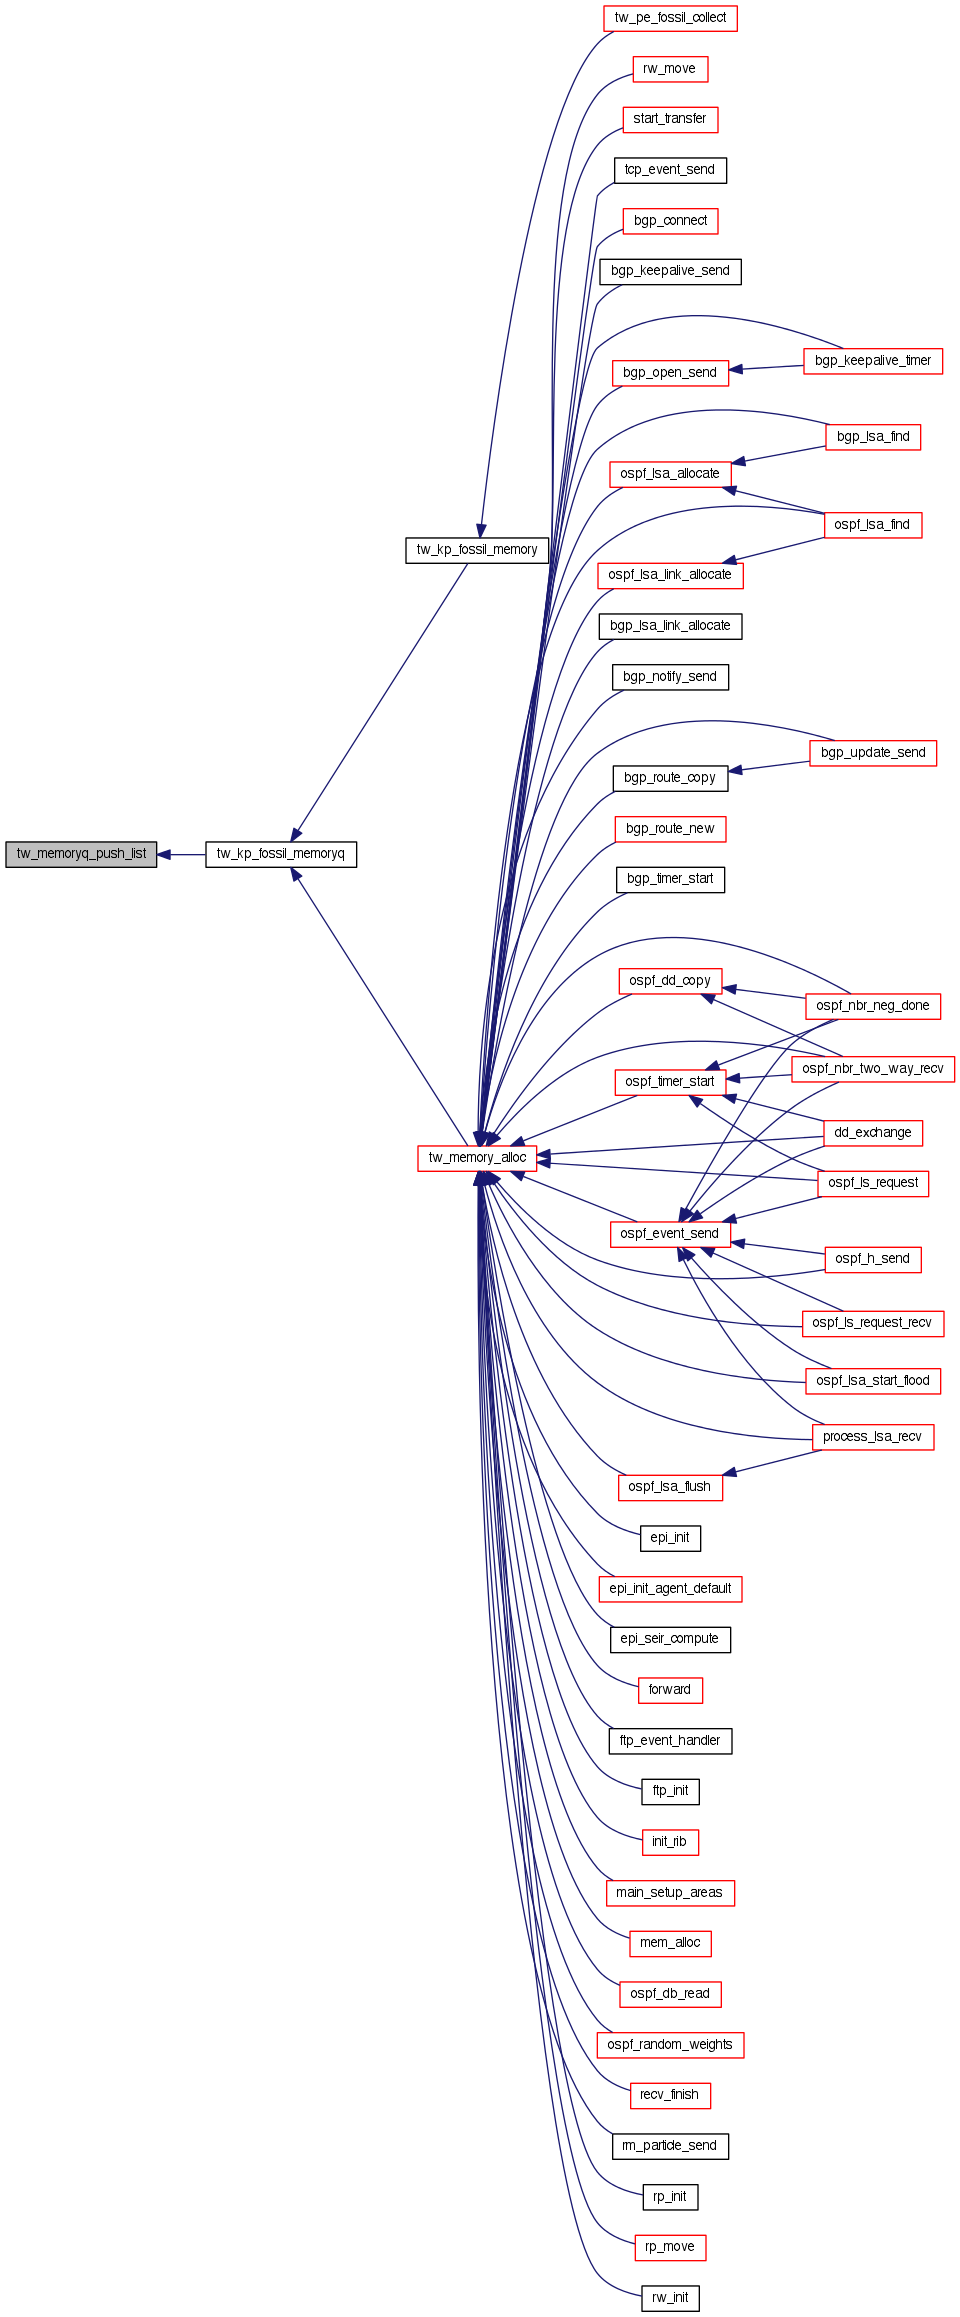 tw_pe_fossil_collect
rw_move
start_transfer
tcp_event_send
bgp_connect
bgp_keepalive_send
bgp_keepalive_timer
bgp_open_send
bgp_lsa_find
ospf_lsa_allocate
ospf_lsa_find
tw_kp_fossil_memory
ospf_lsa_link_allocate
bgp_lsa_link_allocate
bgp_notify_send
bgp_update_send
bgp_route_copy
bgp_route_new
tw_memoryq_push_list
tw_kp_fossil_memoryq
bgp_timer_start
ospf_dd_copy
ospf_nbr_neg_done
ospf_nbr_two_way_recv
ospf_timer_start
dd_exchange
tw_memory_alloc
ospf_ls_request
ospf_event_send
ospf_h_send
ospf_ls_request_recv
ospf_lsa_start_flood
process_lsa_recv
ospf_lsa_flush
epi_init
epi_init_agent_default
epi_seir_compute
forward
ftp_event_handler
ftp_init
init_rib
main_setup_areas
mem_alloc
ospf_db_read
ospf_random_weights
recv_finish
rm_particle_send
rp_init
rp_move
rw_init